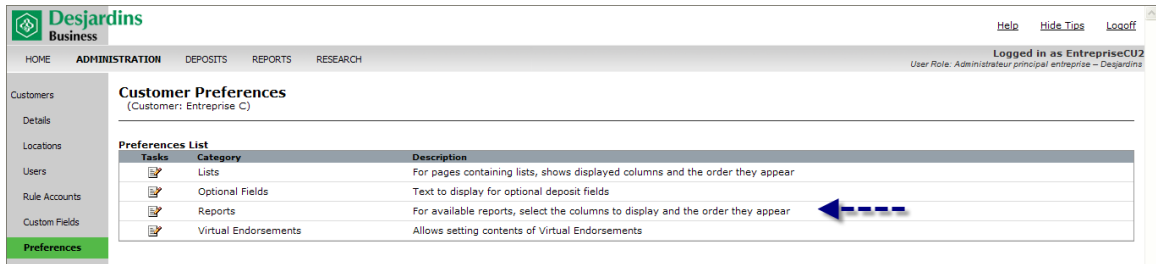 Desjardins
Business
Help Hide Tips Logoff
HOME ADMINISTRATION DEPOSITS REPORTS RESEARCH
Logged in as EntrepriseCU2
User Role: Administrateur principal entreprise – Desjardins
Customers
Details
Locations
Users
Rule Accounts
Custom Fields
Preferences
Customer Preferences
(Customer: Entreprise C)
Preferences List
Tasks Category Description
Lists For pages containing lists, shows displayed columns and the order they appear
Optional Fields Text to display for optional deposit fields
Reports For available reports, select the columns to display and the order they appear
Virtual Endorsements Allows setting contents of Virtual Endorsements